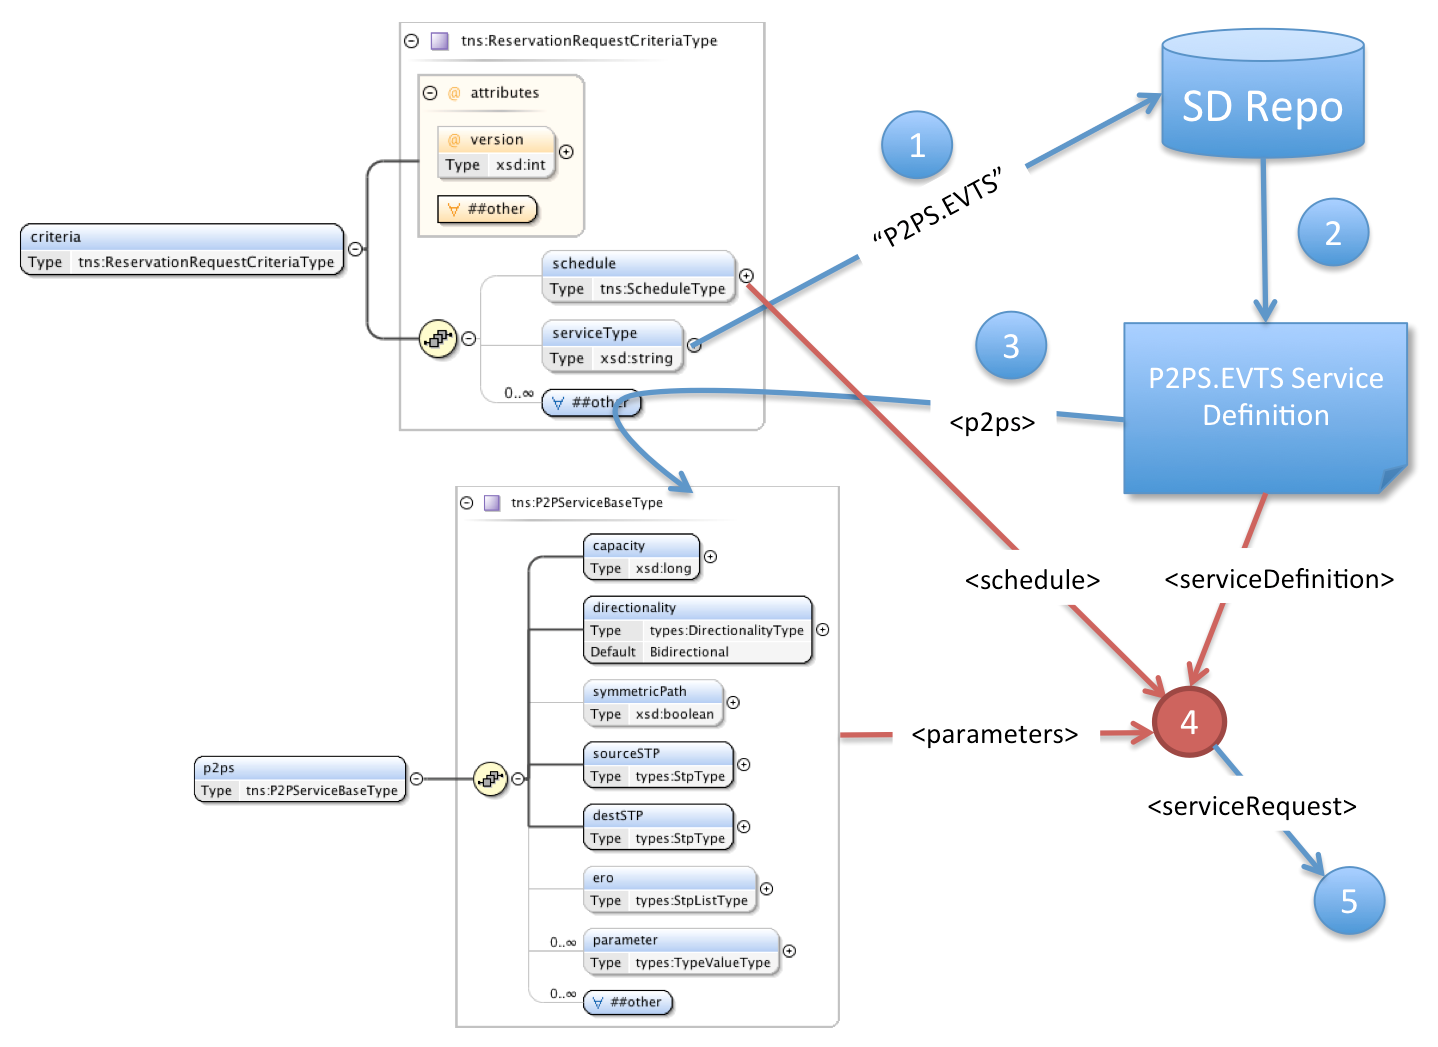 tns:ReservationRequestCriteriaType
@ attributes
@ version
Type xsd:int
##other
criteria
Type tns:ReservationRequestCriteriaType
schedule
Type tns:ScheduleType
serviceType
Type xsd:string
0..∞
##other
1
"P2PS.EVTS"
SD Repo
2
3
P2PS.EVTS Service
Definition
<p2ps>
tns:P2PServiceBaseType
capacity
Type xsd:long
directionality
Type types:DirectionalityType
Default Bidirectional
symmetricPath
Type xsd:boolean
sourceSTP
Type types:StpType
p2ps
Type tns:P2PServiceBaseType
destSTP
Type types:StpType
ero
Type types:StpListType
0..∞
parameter
Type types:TypeValueType
0..∞
##other
<schedule>
<serviceDefinition>
<parameters>
4
<serviceRequest>
5